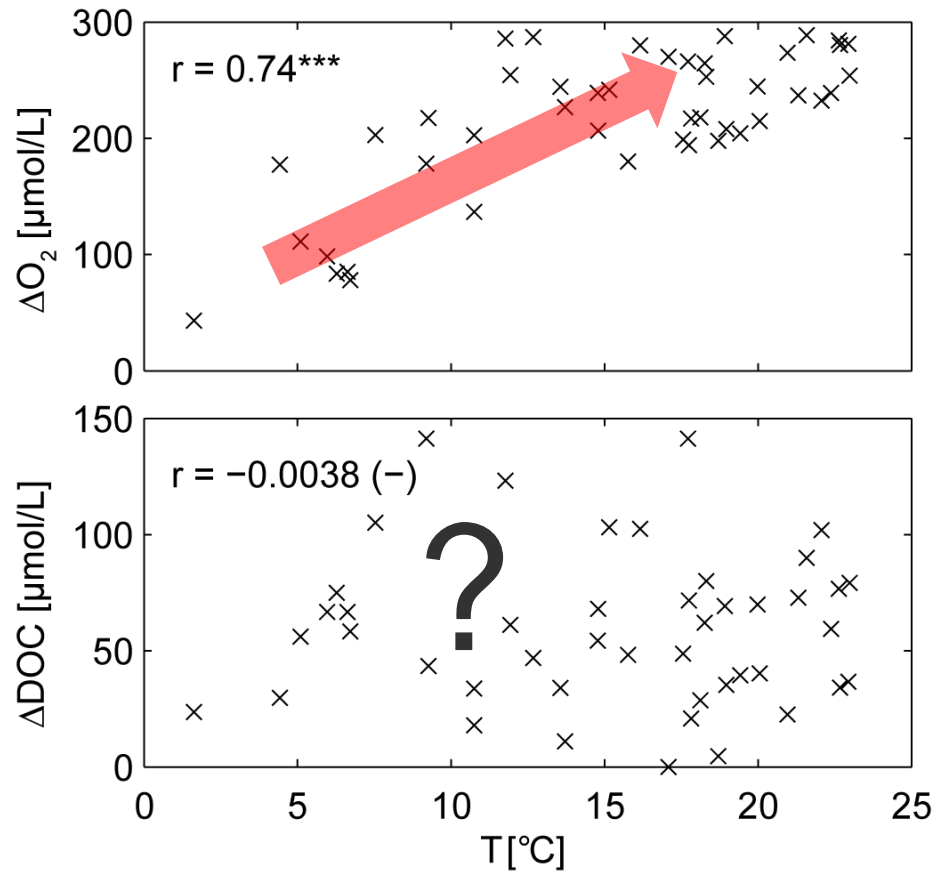 300
r = 0.74***
200
100
0
ΔO₂ [µmol/L]
150
r = −0.0038 (−)
100
?
50
0
ΔDOC [µmol/L]
0 5 10 15 20 25
T[°C]